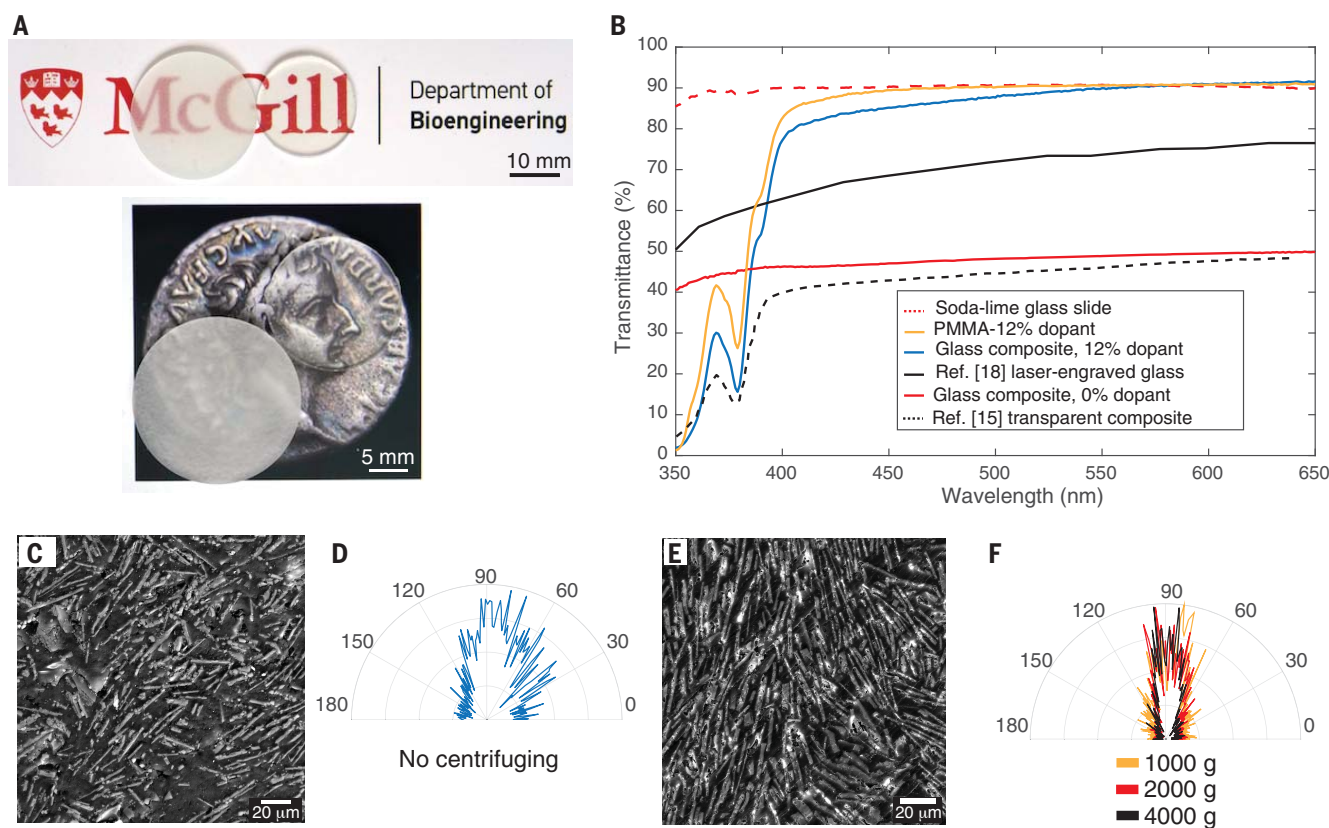 A
McGill
Department of
Bioengineering
10 mm
5 mm
B
Transmittance (%)
100
90
80
70
60
50
40
30
20
10
0
350
400
450
500
550
600
650
Wavelength (nm)
Soda-lime glass slide
PMMA-12% dopant
Glass composite, 12% dopant
Ref. [18] laser-engraved glass
Glass composite, 0% dopant
Ref. [15] transparent composite
C
20 μm
D
180
150
120
90
60
30
0
No centrifuging
E
20 μm
F
180
150
120
90
60
30
0
1000 g
2000 g
4000 g